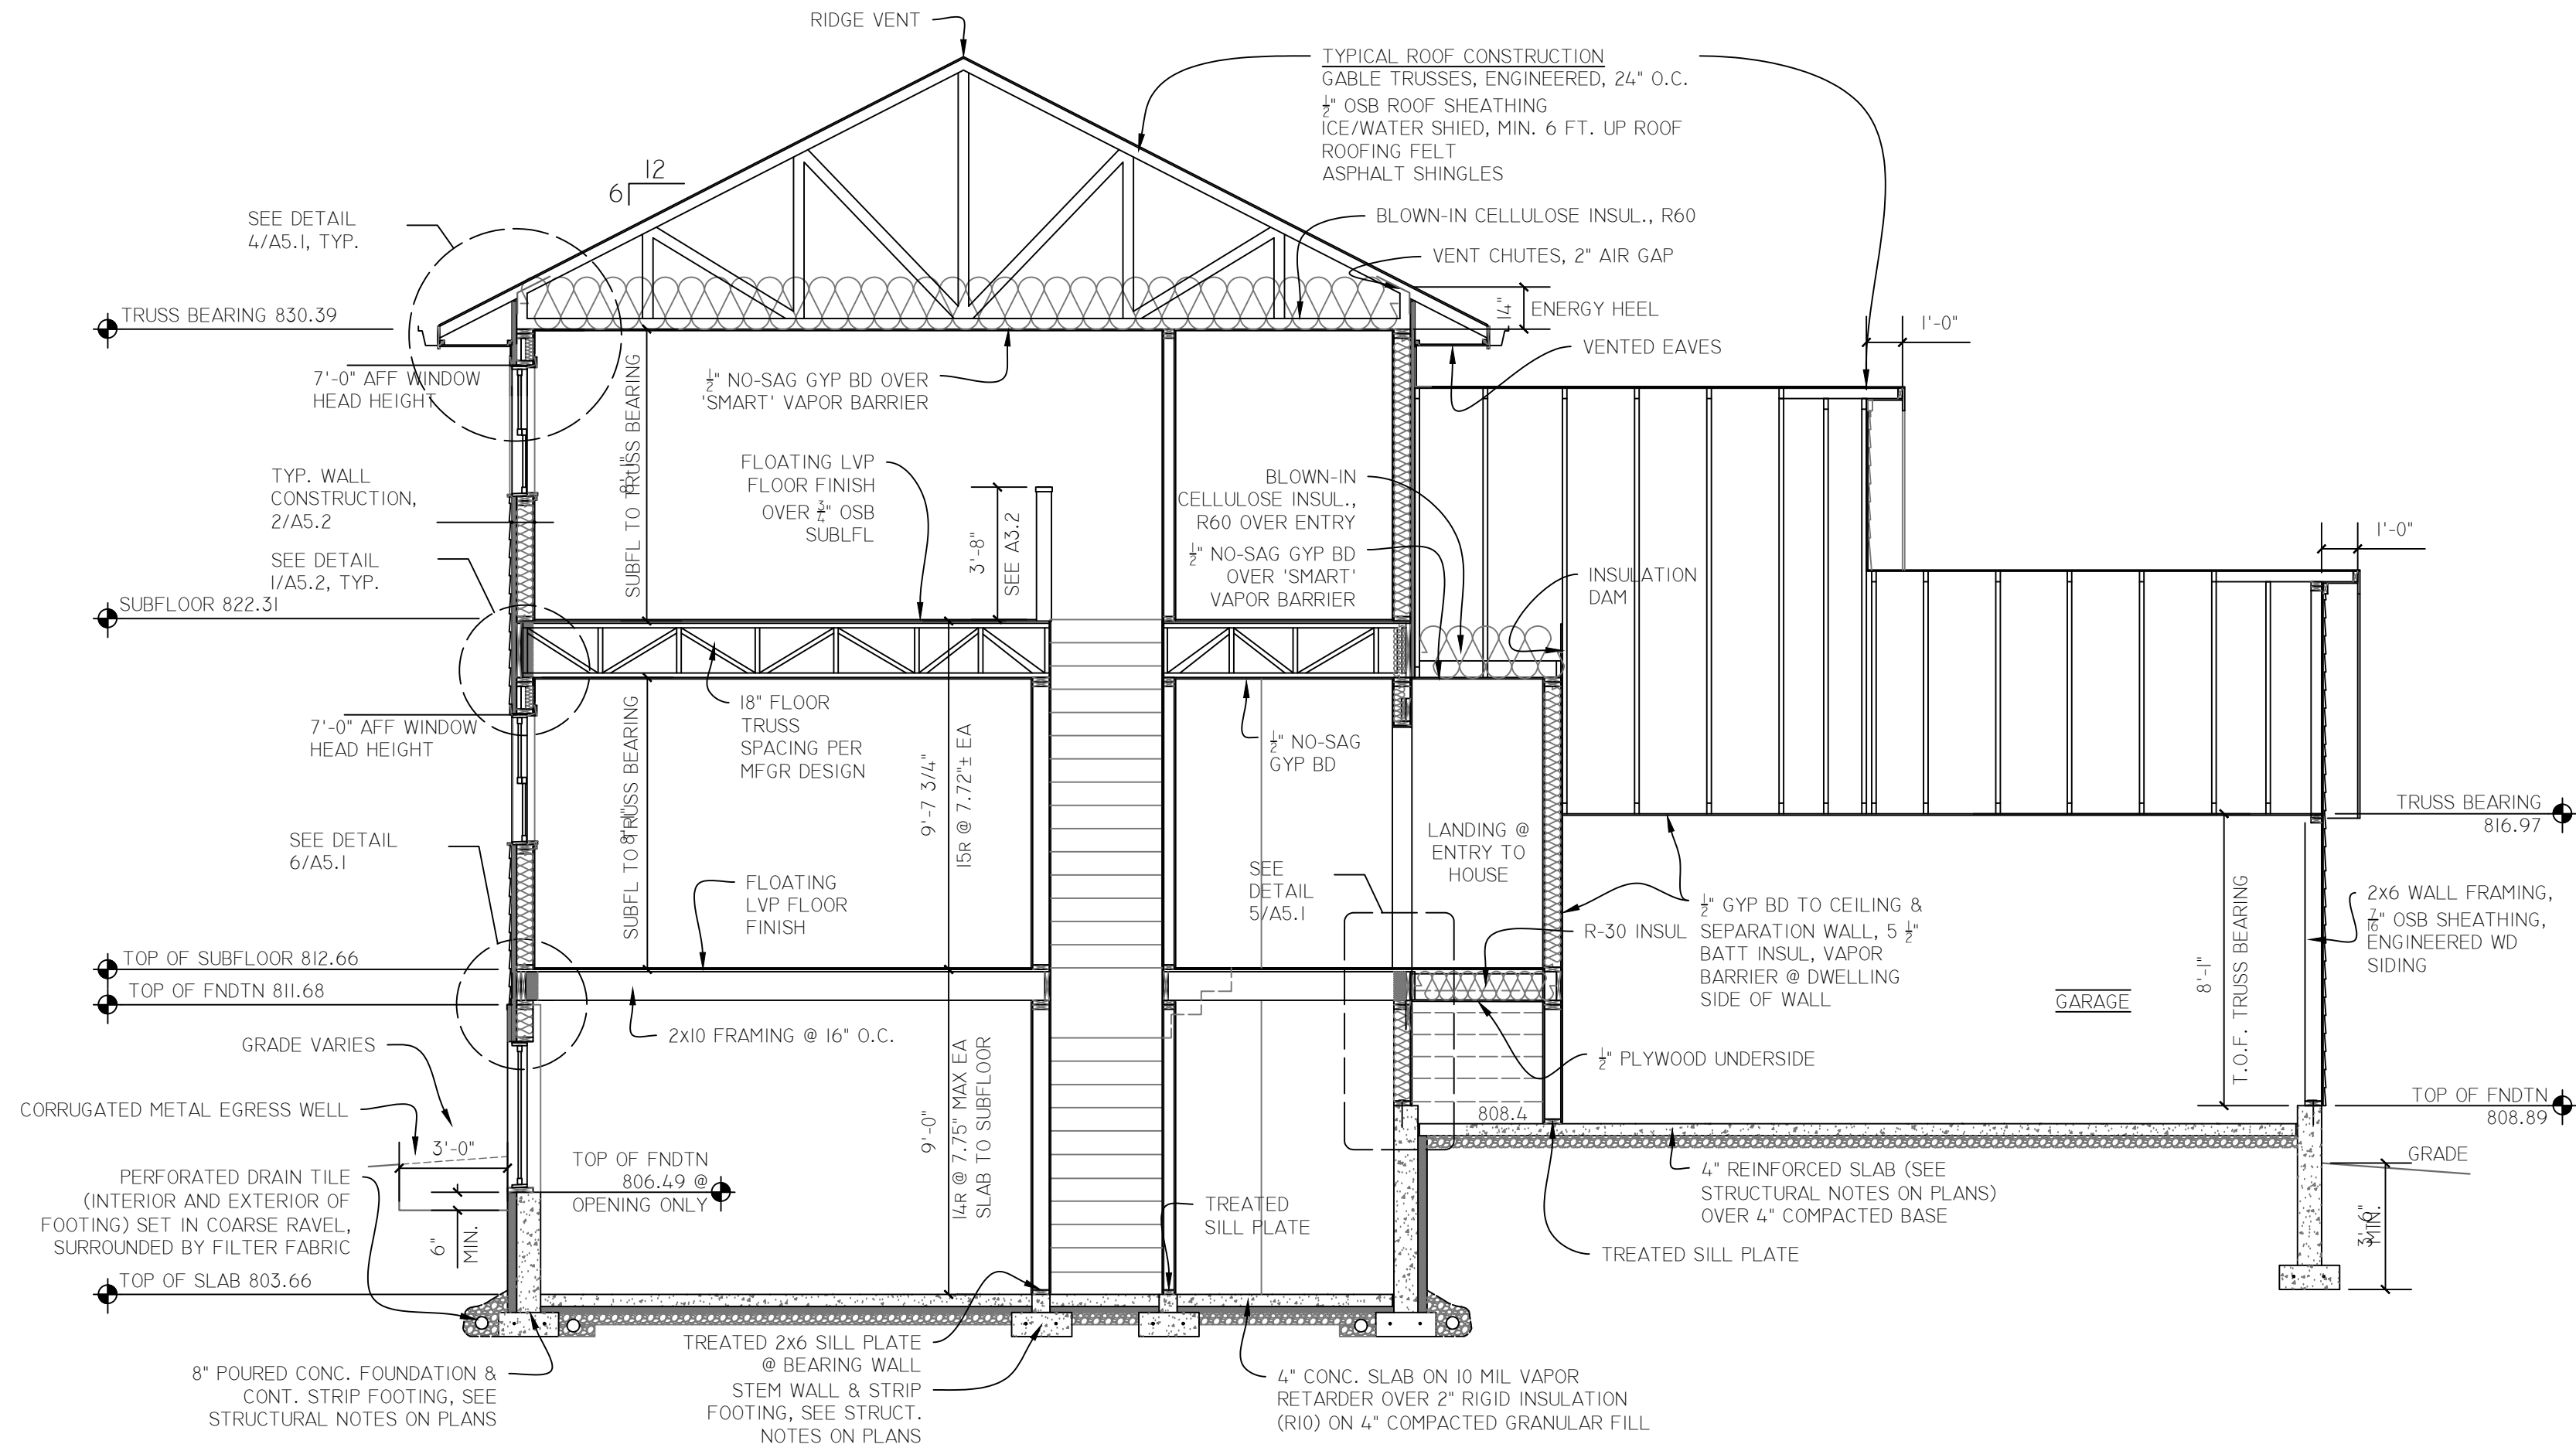 RIDGE VENT
TYPICAL ROOF CONSTRUCTION
GABLE TRUSSES, ENGINEERED, 24" O.C.
1/2" OSB ROOF SHEATHING
ICE/WATER SHIED, MIN. 6 FT. UP ROOF
ROOFING FELT
ASPHALT SHINGLES
12
6
SEE DETAIL
4/A5.1, TYP.
BLOWN-IN CELLULOSE INSUL., R60
VENT CHUTES, 2" AIR GAP
14"
ENERGY HEEL
VENTED EAVES
1'-0"
TRUSS BEARING 830.39
7'-0" AFF WINDOW
HEAD HEIGHT
1/2" NO-SAG GYP BD OVER
'SMART' VAPOR BARRIER
8'-1"
SUBFL TO TRUSS BEARING
TYP. WALL
CONSTRUCTION,
2/A5.2
FLOATING LVP
FLOOR FINISH
OVER 3/4" OSB
SUBLFL
3'-8"
SEE A3.2
BLOWN-IN
CELLULOSE INSUL.,
R60 OVER ENTRY
1/2" NO-SAG GYP BD
OVER 'SMART'
VAPOR BARRIER
INSULATION
DAM
1'-0"
SEE DETAIL
1/A5.2, TYP.
SUBFLOOR 822.31
7'-0" AFF WINDOW
HEAD HEIGHT
18" FLOOR
TRUSS
SPACING PER
MFGR DESIGN
8'-1"
SUBFL TO TRUSS BEARING
9'-7 3/4"
15R @ 7.72"± EA
1/2" NO-SAG
GYP BD
TRUSS BEARING
816.97
LANDING @
ENTRY TO
HOUSE
SEE DETAIL
6/A5.1
FLOATING
LVP FLOOR
FINISH
SEE
DETAIL
5/A5.1
R-30 INSUL
1/2" GYP BD TO CEILING &
SEPARATION WALL, 5 1/2"
BATT INSUL, VAPOR
BARRIER @ DWELLING
SIDE OF WALL
8'-1"
T.O.F. TRUSS BEARING
2x6 WALL FRAMING,
7/16" OSB SHEATHING,
ENGINEERED WD
SIDING
GARAGE
TOP OF SUBFLOOR 812.66
TOP OF FNDTN 811.68
2x10 FRAMING @ 16" O.C.
1/2" PLYWOOD UNDERSIDE
GRADE VARIES
CORRUGATED METAL EGRESS WELL
3'-0"
9'-0"
14R @ 7.75" MAX EA
SLAB TO SUBFLOOR
808.4
TOP OF FNDTN
808.89
GRADE
3'-6"
MIN.
PERFORATED DRAIN TILE
(INTERIOR AND EXTERIOR OF
FOOTING) SET IN COARSE RAVEL,
SURROUNDED BY FILTER FABRIC
6"
MIN.
TOP OF FNDTN
806.49 @
OPENING ONLY
TREATED
SILL PLATE
4" REINFORCED SLAB (SEE
STRUCTURAL NOTES ON PLANS)
OVER 4" COMPACTED BASE
TREATED SILL PLATE
TOP OF SLAB 803.66
8" POURED CONC. FOUNDATION &
CONT. STRIP FOOTING, SEE
STRUCTURAL NOTES ON PLANS
TREATED 2x6 SILL PLATE
@ BEARING WALL
STEM WALL & STRIP
FOOTING, SEE STRUCT.
NOTES ON PLANS
4" CONC. SLAB ON 10 MIL VAPOR
RETARDER OVER 2" RIGID INSULATION
(R10) ON 4" COMPACTED GRANULAR FILL